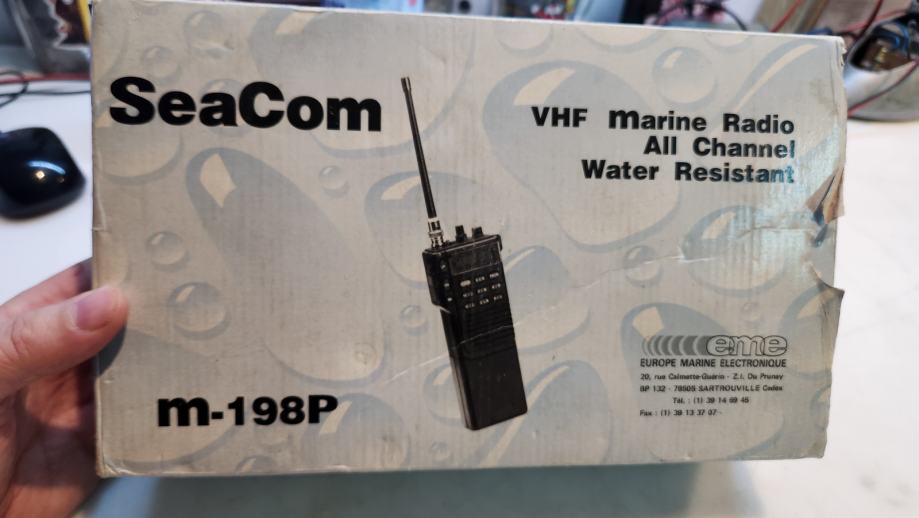 SeaCom
VHF marine Radio
All Channel
Water Resistant
m-198P
eme
EUROPE MARINE ELECTRONIQUE
20, rue Calmette-Guérin - Z.I. Du Prunay
BP 132 - 78505 SARTROUVILLE Cedex
Tél. : (1) 39 14 69 45
Fax : (1) 39 13 37 07